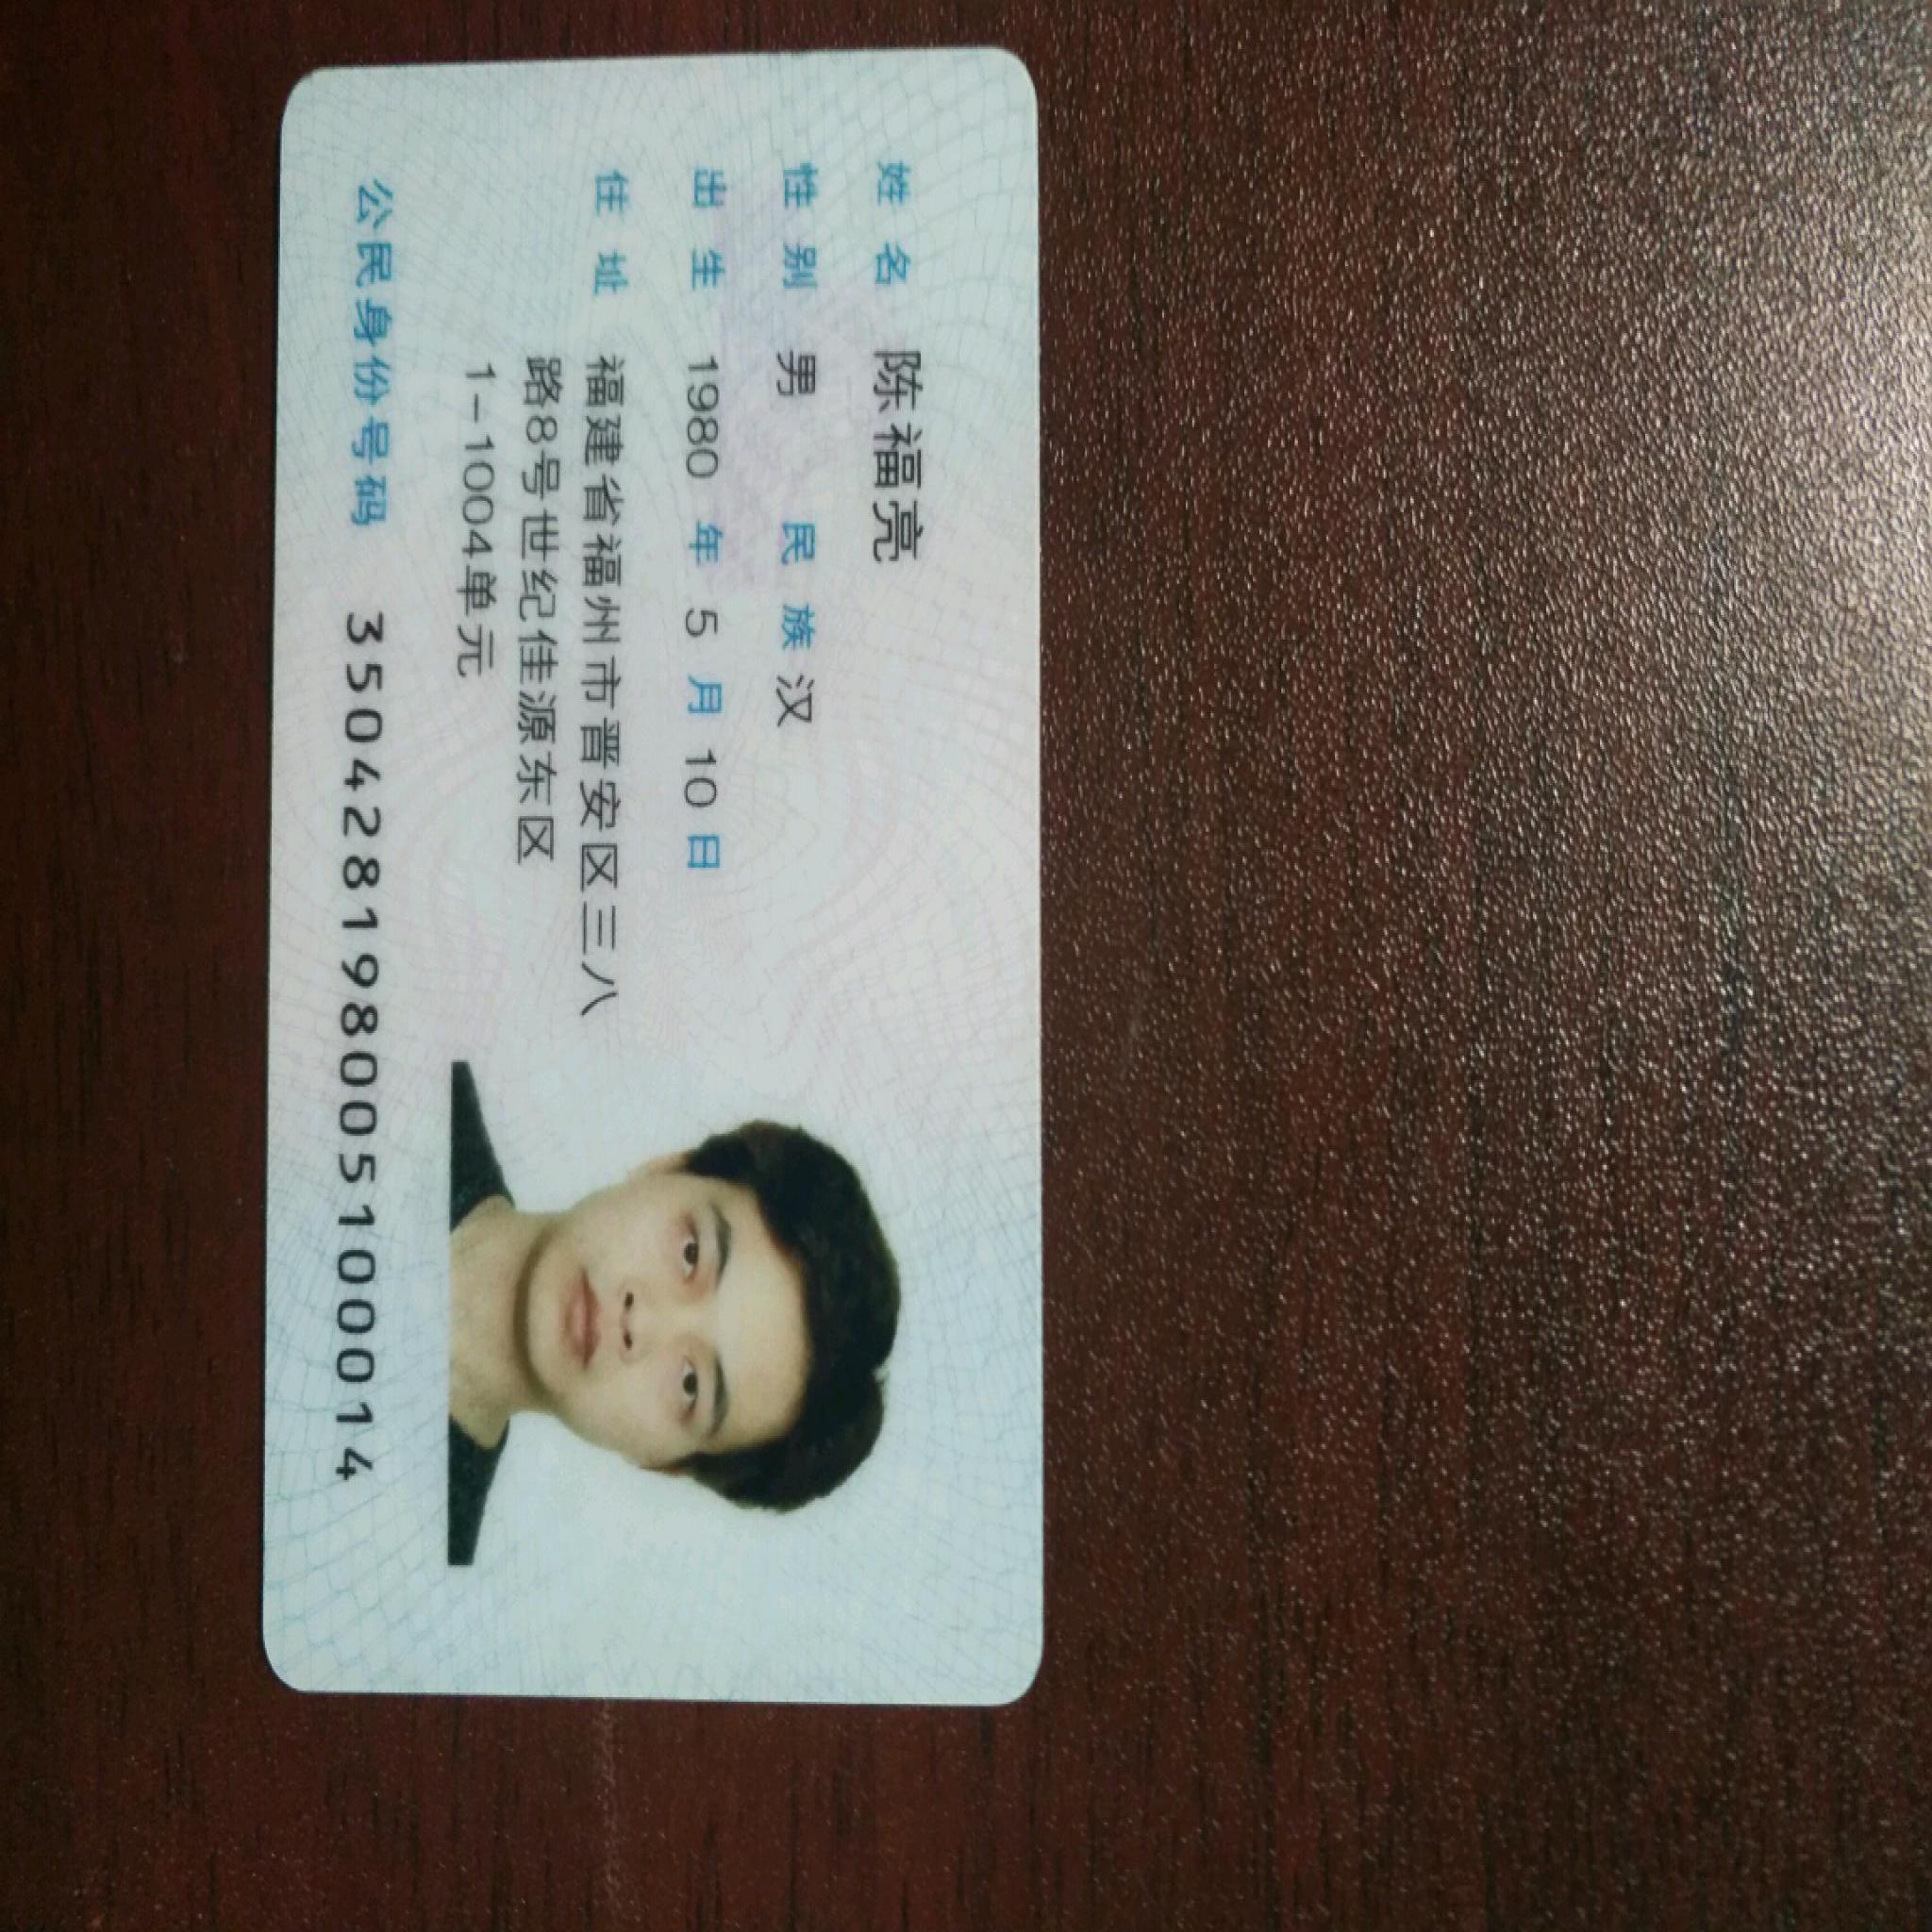 姓名 陈福亮
性别 男 民族 汉
出生 1980 年 5 月 10 日
住址 福建省福州市晋安区三八
路8号世纪佳源东区
1-1004单元
公民身份号码 350428198005100014